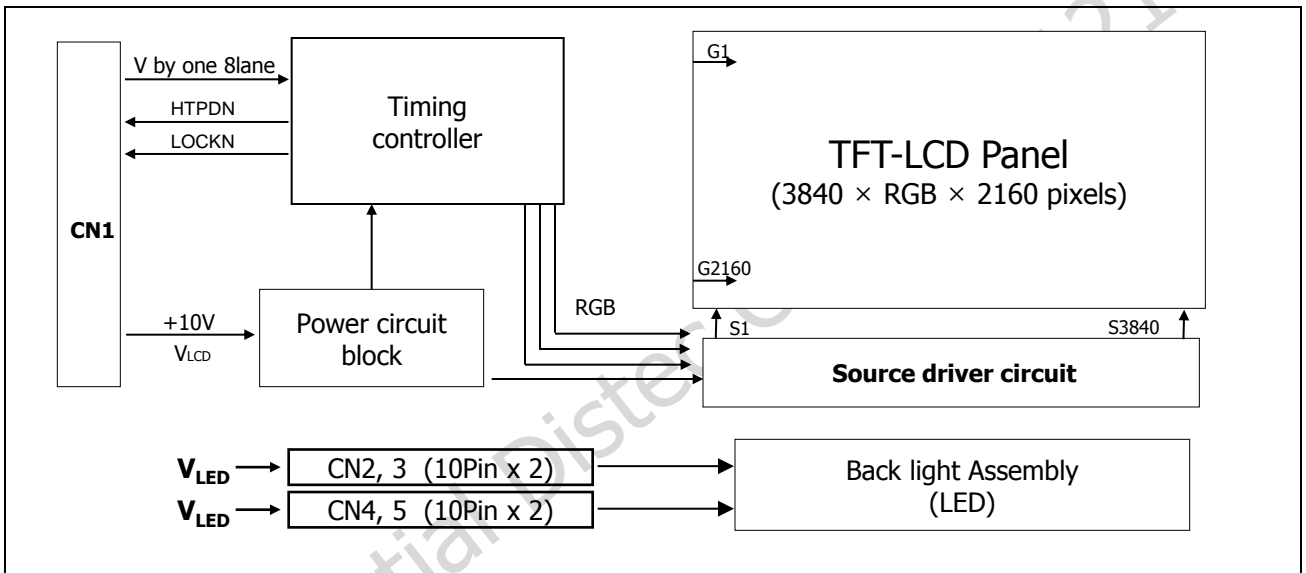 CN1
V by one 8lane
HTPDN
LOCKN
Timing
controller
+10V
VLCD
Power circuit
block
RGB
G1
TFT-LCD Panel
(3840 × RGB × 2160 pixels)
G2160
S1
S3840
Source driver circuit
VLED
CN2, 3 (10Pin x 2)
VLED
CN4, 5 (10Pin x 2)
Back light Assembly
(LED)